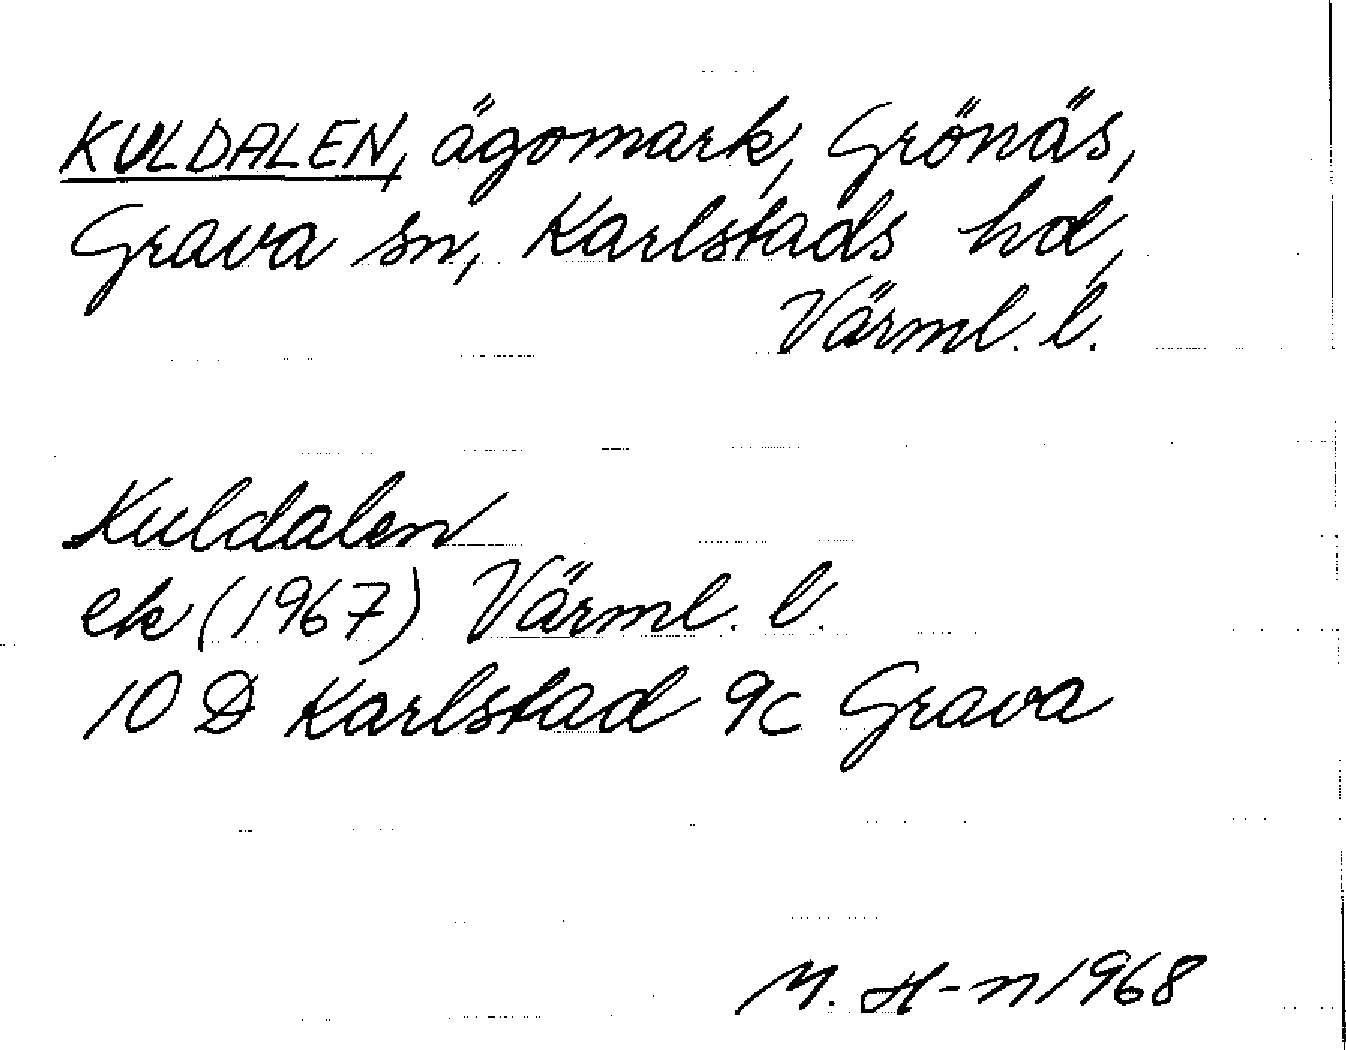 KULDALEN, ägomark, Grönäs,
Grava sn, Karlstads hd,
Värml. l.
Kuldalen
ek (1967) Värml. l.
10 D Karlstad 9c Grava
M. H-n 1968